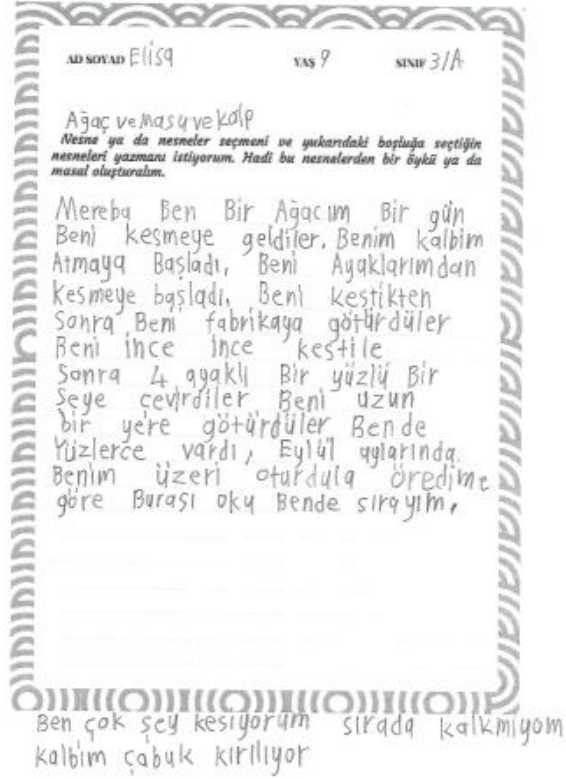 AD SOYAD Elisa YAŞ 9 SINIF 3/A
Ağaç ve masa ve kalp
Nesne ya da nesneler seçmeni ve yukarıdaki boşluğa seçtiğin
nesneleri yazmanı istiyorum. Hadi bu nesnelerden bir öykü ya da
masal oluşturalım.
Mereba Ben Bir Ağacım Bir gün
Beni kesmeye geldiler. Benim kalbim
Atmaya Başladı, Beni Ayaklarımdan
Kesmeye başladı, Beni kestikten
Sonra Beni fabrikaya götürdüler
Beni ince ince kestile
Sonra 4 ayaklı Bir yüzlü Bir
Şeye çevirdiler Beni uzun
bir yere götürdüler Bende
Yüzlerce vardı, Eylül aylarında
Benim üzeri oturdula öredime
göre Burası oku Bende sırayım,
Ben çok şey kesiyorum sırada kalkmıyom
kalbim çabuk kırılıyor